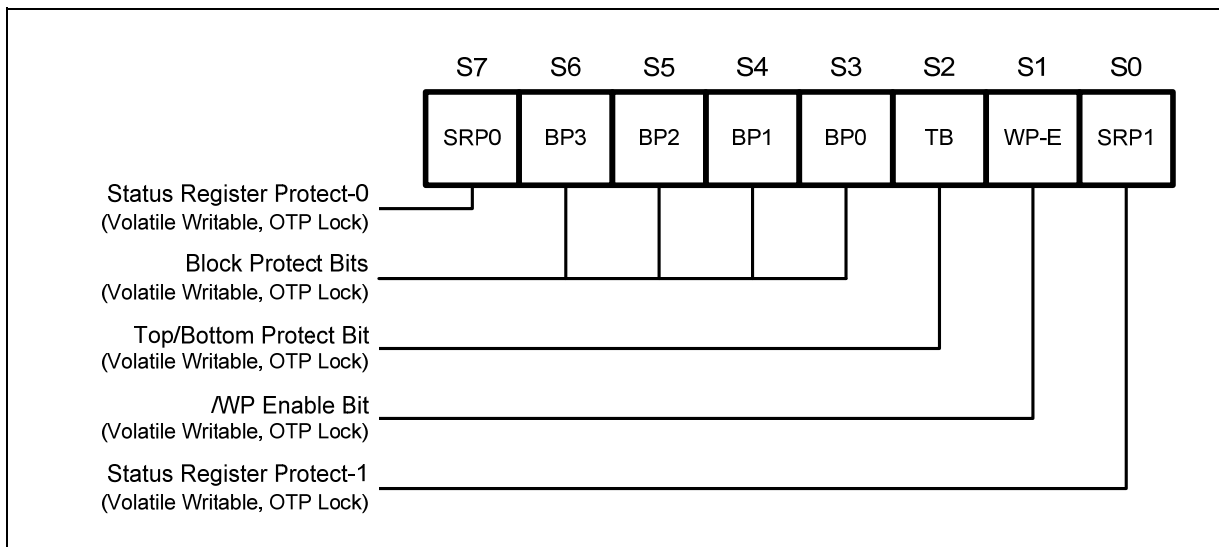 S7 S6 S5 S4 S3 S2 S1 S0
SRP0 BP3 BP2 BP1 BP0 TB WP-E SRP1
Status Register Protect-0
(Volatile Writable, OTP Lock)
Block Protect Bits
(Volatile Writable, OTP Lock)
Top/Bottom Protect Bit
(Volatile Writable, OTP Lock)
/WP Enable Bit
(Volatile Writable, OTP Lock)
Status Register Protect-1
(Volatile Writable, OTP Lock)